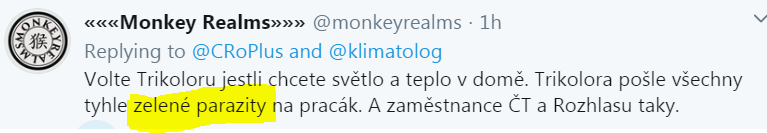 «««Monkey Realms»»» @monkeyrealms · 1h
Replying to @CRoPlus and @klimatolog
Volte Trikoloru jestli chcete světlo a teplo v domě. Trikolora pošle všechny
tyhle zelené parazity na pracák. A zaměstnance ČT a Rozhlasu taky.
MONKEY
REALMS
猴